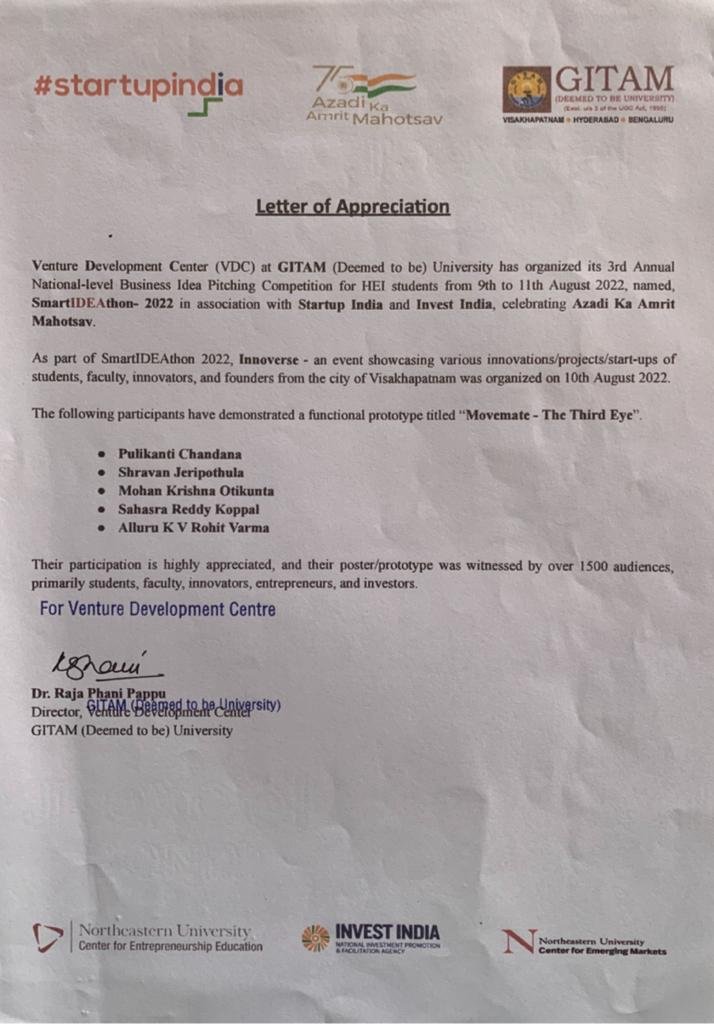 #startupindia
75
Azadi Ka
Amrit Mahotsav
GITAM
(DEEMED TO BE UNIVERSITY)
(Estd. u/s 3 of the UGC Act, 1956)
VISAKHAPATNAM HYDERABAD BENGALURU
Letter of Appreciation
Venture Development Center (VDC) at GITAM (Deemed to be) University has organized its 3rd Annual
National-level Business Idea Pitching Competition for HEI students from 9th to 11th August 2022, named,
SmartIDEAthon- 2022 in association with Startup India and Invest India, celebrating Azadi Ka Amrit
Mahotsav.
As part of SmartIDEAthon 2022, Innoverse - an event showcasing various innovations/projects/start-ups of
students, faculty, innovators, and founders from the city of Visakhapatnam was organized on 10th August 2022.
The following participants have demonstrated a functional prototype titled “Movemate - The Third Eye”.
• Pulikanti Chandana
• Shravan Jeripothula
• Mohan Krishna Otikunta
• Sahasra Reddy Koppal
• Alluru K V Rohit Varma
Their participation is highly appreciated, and their poster/prototype was witnessed by over 1500 audiences,
primarily students, faculty, innovators, entrepreneurs, and investors.
For Venture Development Centre
Dr. Raja Phani Pappu
GITAM (Deemed to be University)
Director, Venture Development Center
GITAM (Deemed to be) University
Northeastern University
Center for Entrepreneurship Education
INVEST INDIA
NATIONAL INVESTMENT PROMOTION
& FACILITATION AGENCY
N Northeastern University
Center for Emerging Markets